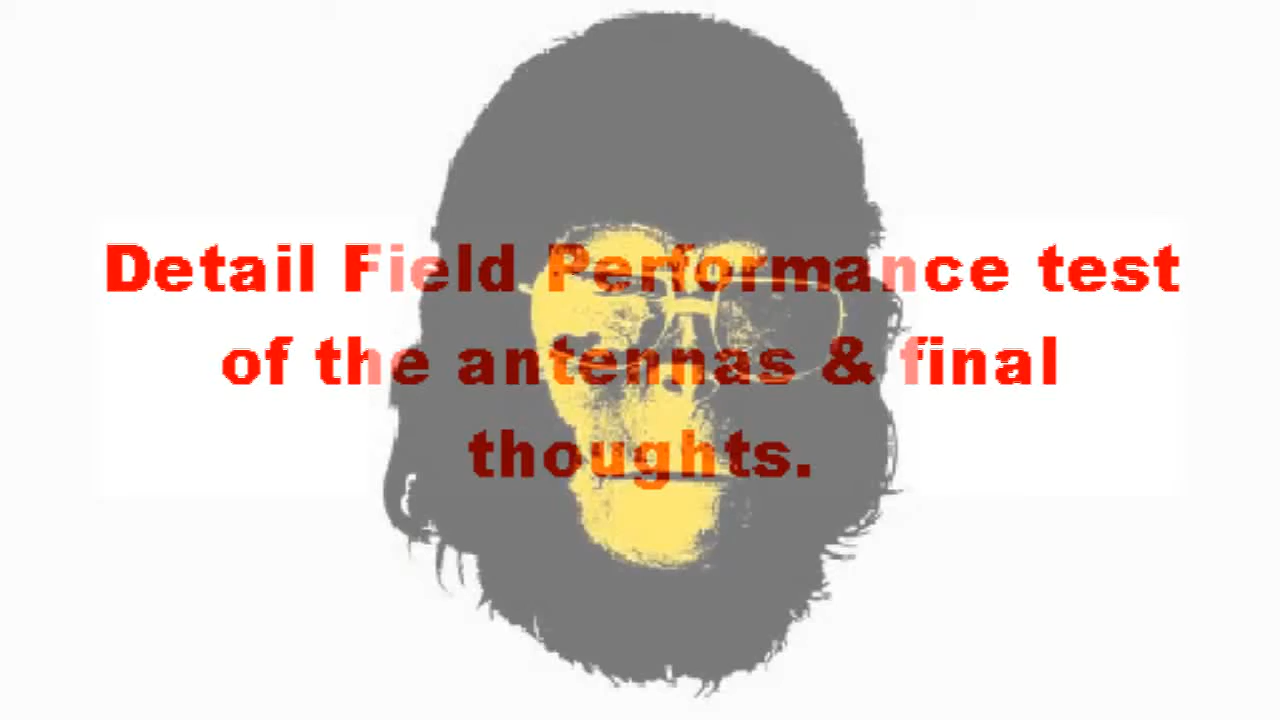 Detail Field Performance test
of the antennas & final
thoughts.